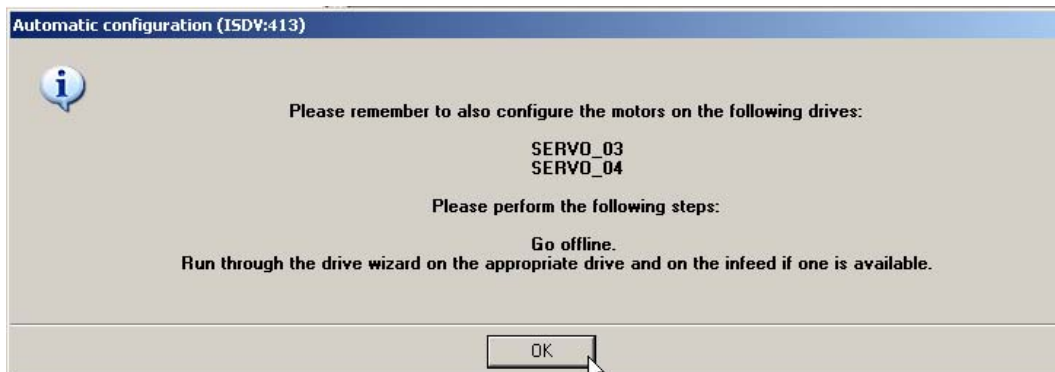 Automatic configuration (ISDV:413)
Please remember to also configure the motors on the following drives:
SERVO_03
SERVO_04
Please perform the following steps:
Go offline.
Run through the drive wizard on the appropriate drive and on the infeed if one is available.
OK